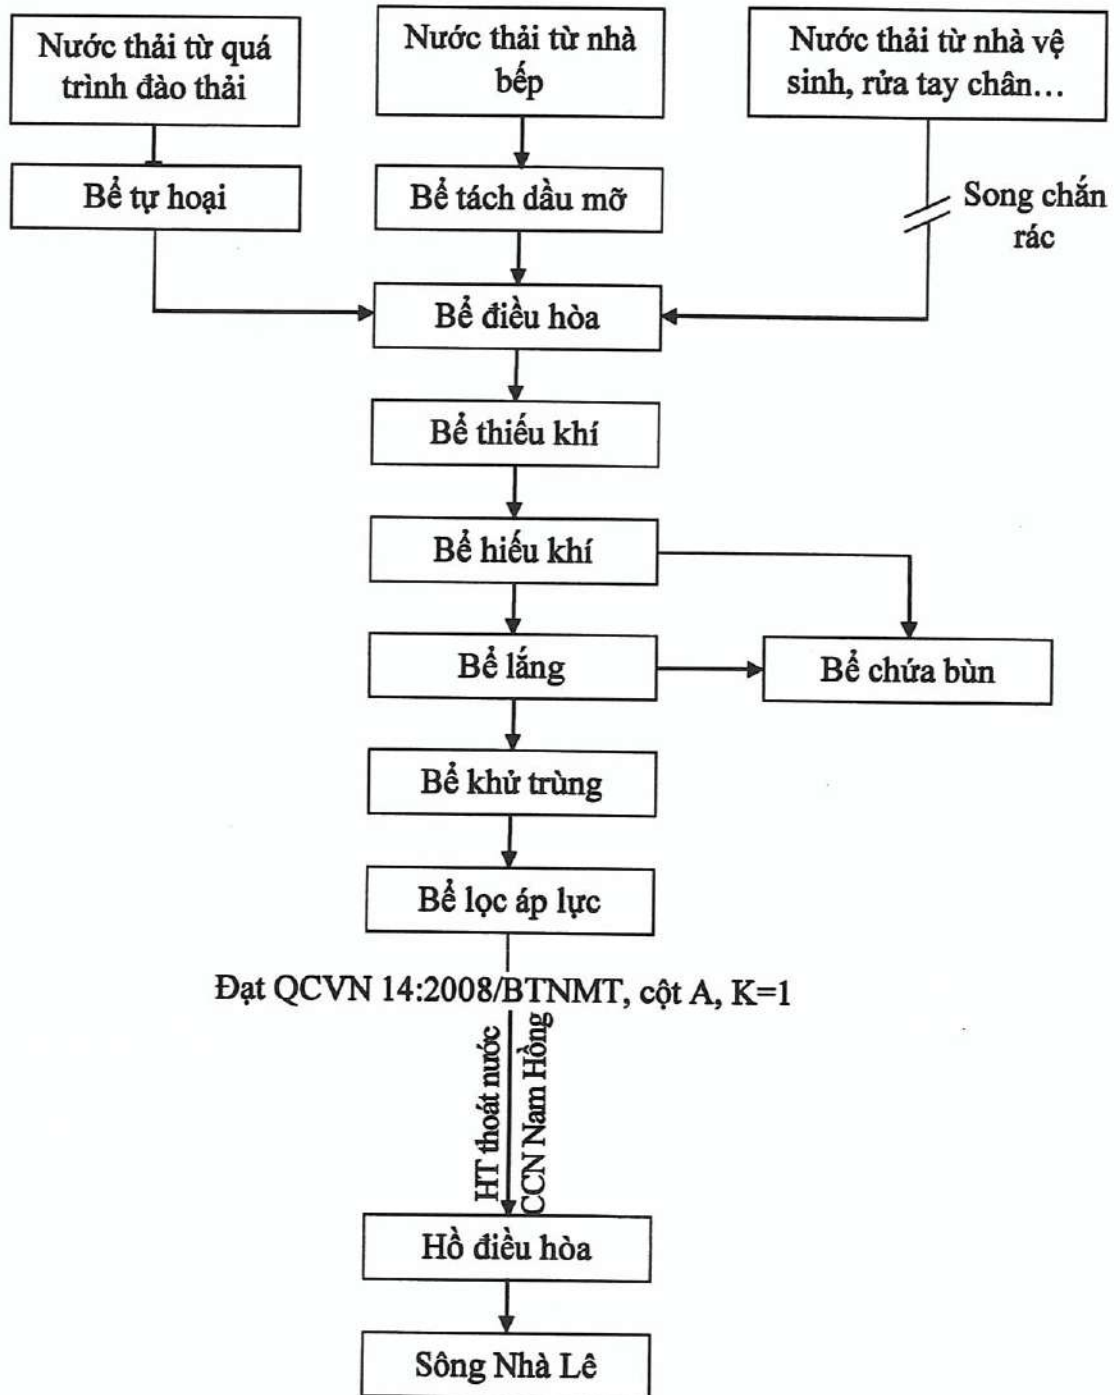 Nước thải từ quá
trình đào thải
Nước thải từ nhà
bếp
Nước thải từ nhà vệ
sinh, rửa tay chân...
Bể tự hoại
Bể tách dầu mỡ
Song chắn
rác
Bể điều hòa
Bể thiếu khí
Bể hiếu khí
Bể lắng
Bể chứa bùn
Bể khử trùng
Bể lọc áp lực
Đạt QCVN 14:2008/BTNMT, cột A, K=1
HT thoát nước
CCN Nam Hồng
Hồ điều hòa
Sông Nhà Lê